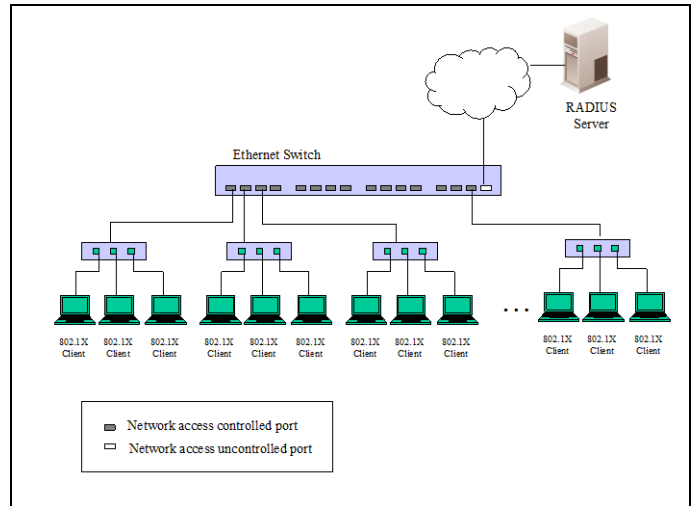 RADIUS
Server
Ethernet Switch
...
802.1X
Client
802.1X
Client
802.1X
Client
802.1X
Client
802.1X
Client
802.1X
Client
802.1X
Client
802.1X
Client
802.1X
Client
802.1X
Client
802.1X
Client
802.1X
Client
Network access controlled port
Network access uncontrolled port